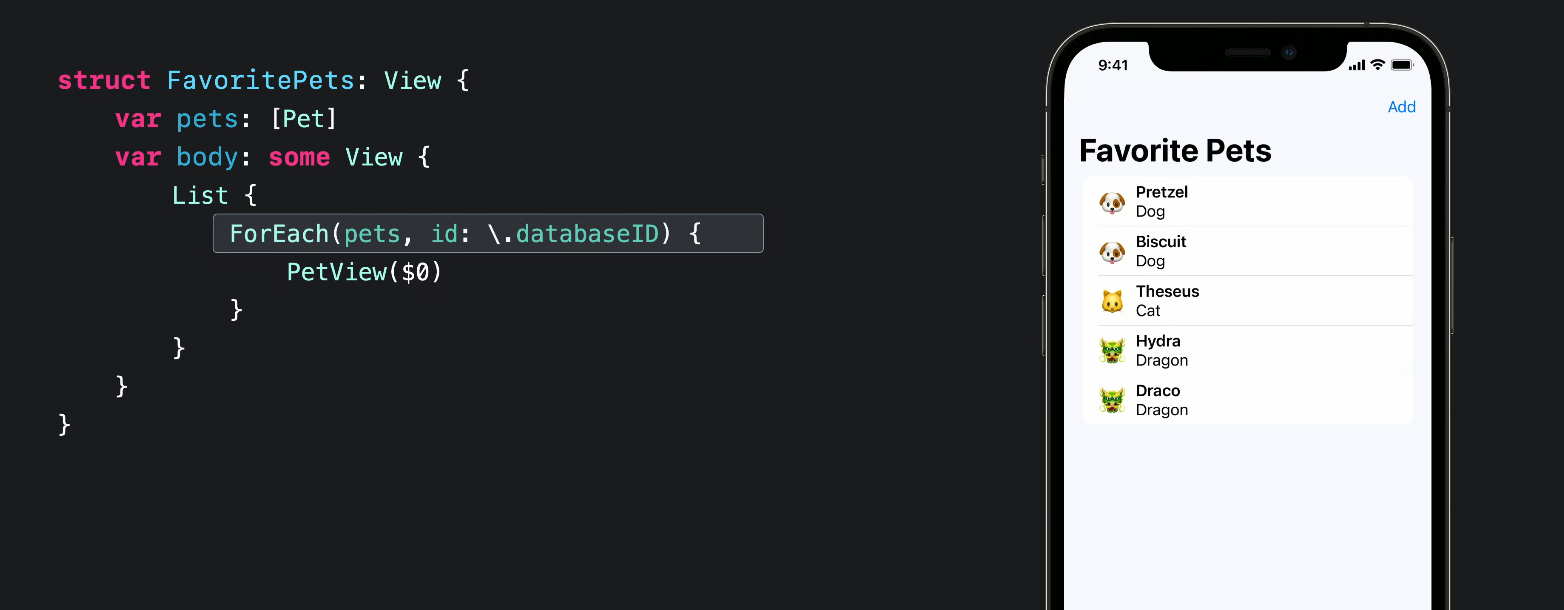 struct FavoritePets: View {
var pets: [Pet]
var body: some View {
List {
ForEach(pets, id: \.databaseID) {
PetView($0)
}
}
}
}
9:41
Add
Favorite Pets
Pretzel
Dog
Biscuit
Dog
Theseus
Cat
Hydra
Dragon
Draco
Dragon